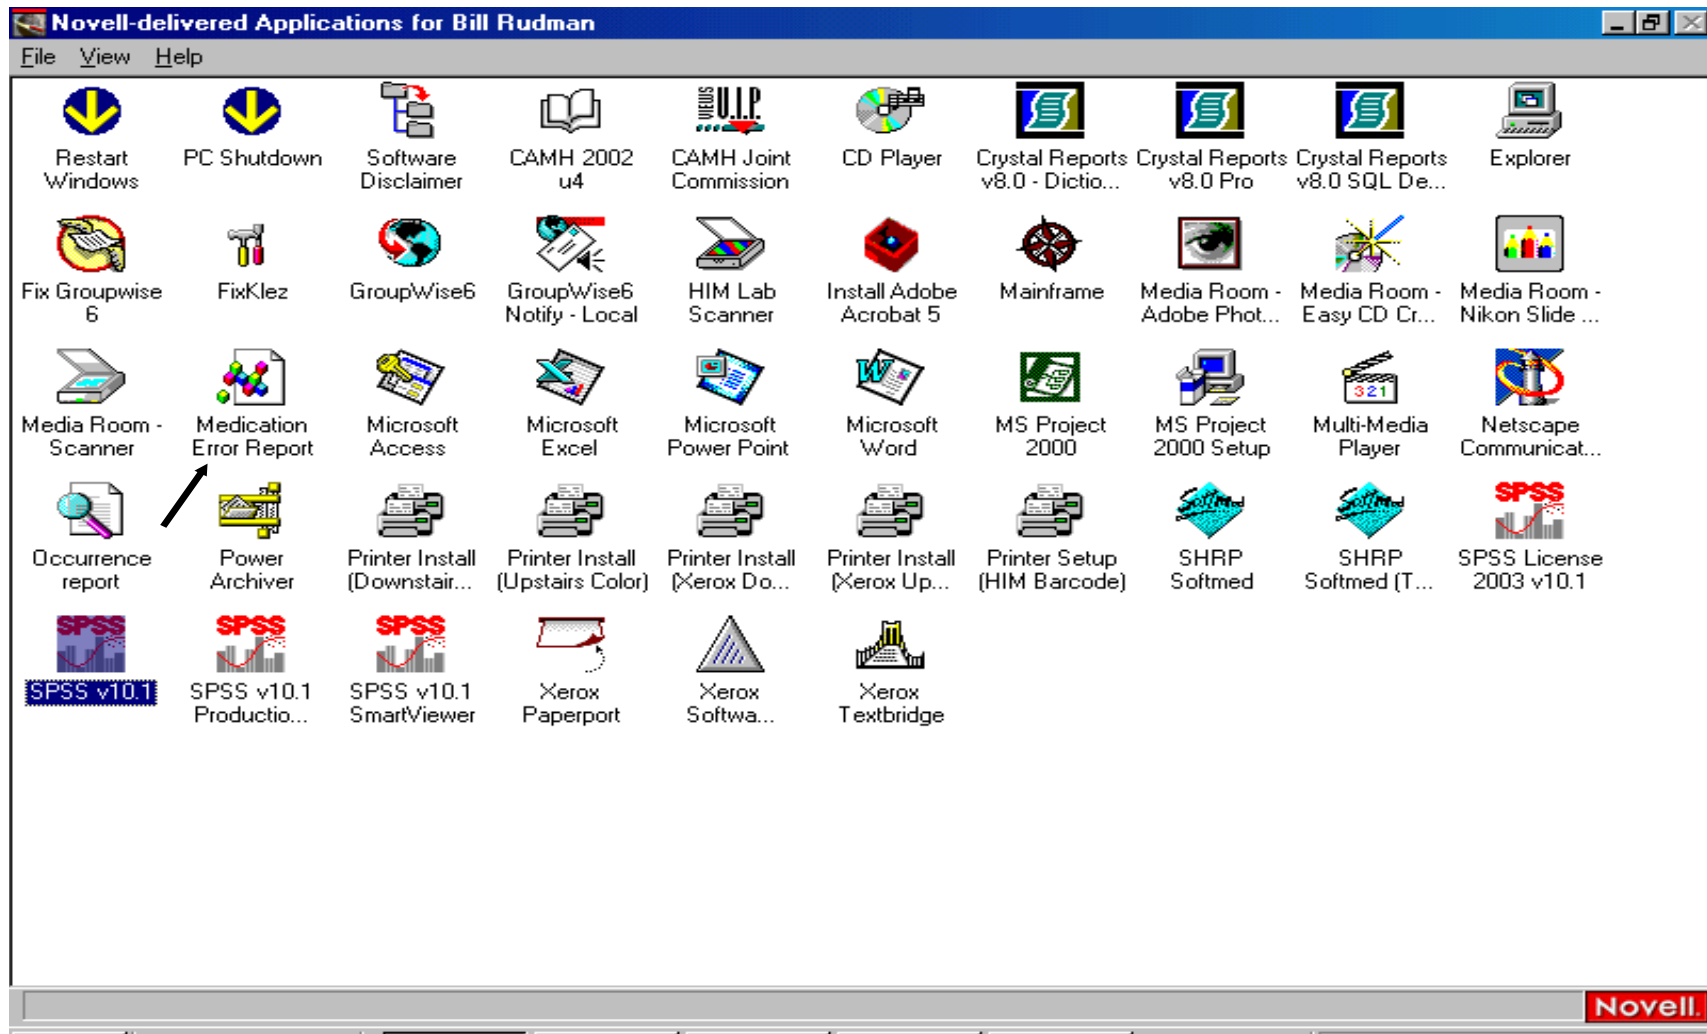 Novell-delivered Applications for Bill Rudman
File View Help
Restart Windows
PC Shutdown
Software Disclaimer
CAMH 2002 u4
VIEWS U.I.P.
CAMH Joint Commission
CD Player
Crystal Reports v8.0 - Dictio...
Crystal Reports v8.0 Pro
Crystal Reports v8.0 SQL De...
Explorer
Fix Groupwise 6
FixKlez
GroupWise6
GroupWise6 Notify - Local
HIM Lab Scanner
Install Adobe Acrobat 5
Mainframe
Media Room - Adobe Phot...
Media Room - Easy CD Cr...
Media Room - Nikon Slide ...
Media Room - Scanner
Medication Error Report
Microsoft Access
Microsoft Excel
Microsoft Power Point
Microsoft Word
MS Project 2000
MS Project 2000 Setup
321
Multi-Media Player
Netscape Communicat...
Occurrence report
Power Archiver
Printer Install (Downstair...
Printer Install (Upstairs Color)
Printer Install (Xerox Do...
Printer Install (Xerox Up...
Printer Setup (HIM Barcode)
SHRP Softmed
SHRP Softmed (T...
SPSS
SPSS License 2003 v10.1
SPSS
SPSS v10.1
SPSS
SPSS v10.1 Productio...
SPSS
SPSS v10.1 SmartViewer
Xerox Paperport
Xerox Softwa...
Xerox Textbridge
Novell.